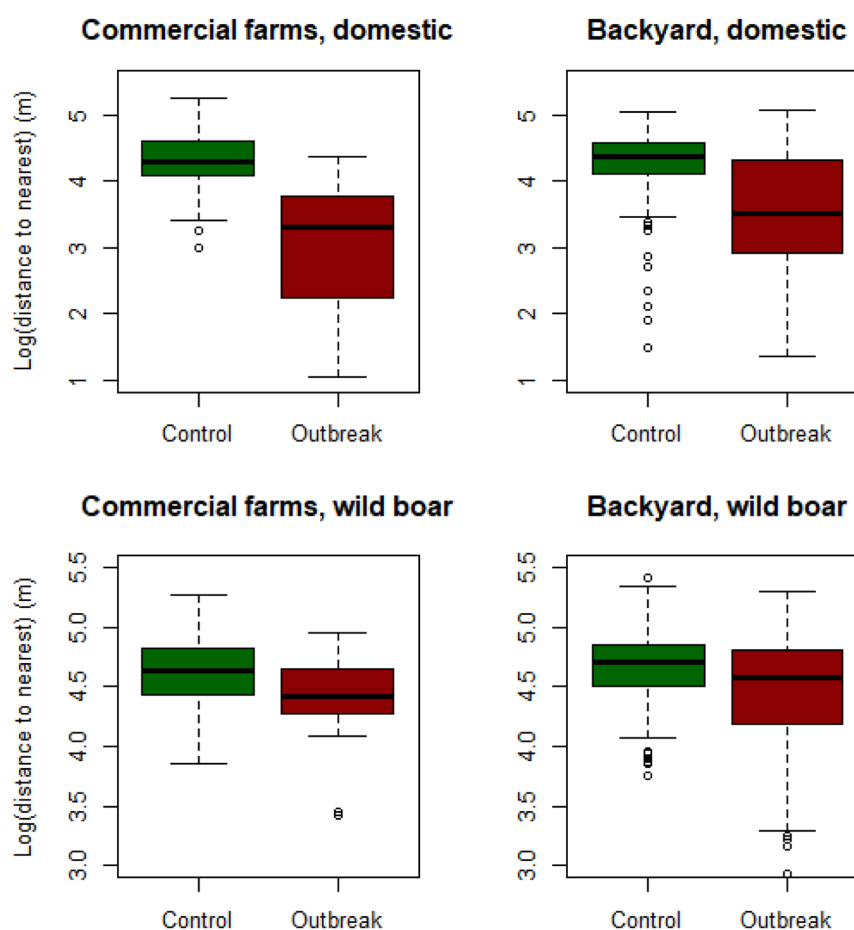 Commercial farms, domestic
Backyard, domestic
Log(distance to nearest) (m)
5
4
3
2
1
Control
Outbreak
5
4
3
2
1
Control
Outbreak
Commercial farms, wild boar
Backyard, wild boar
Log(distance to nearest) (m)
5.5
5.0
4.5
4.0
3.5
3.0
Control
Outbreak
5.5
5.0
4.5
4.0
3.5
3.0
Control
Outbreak